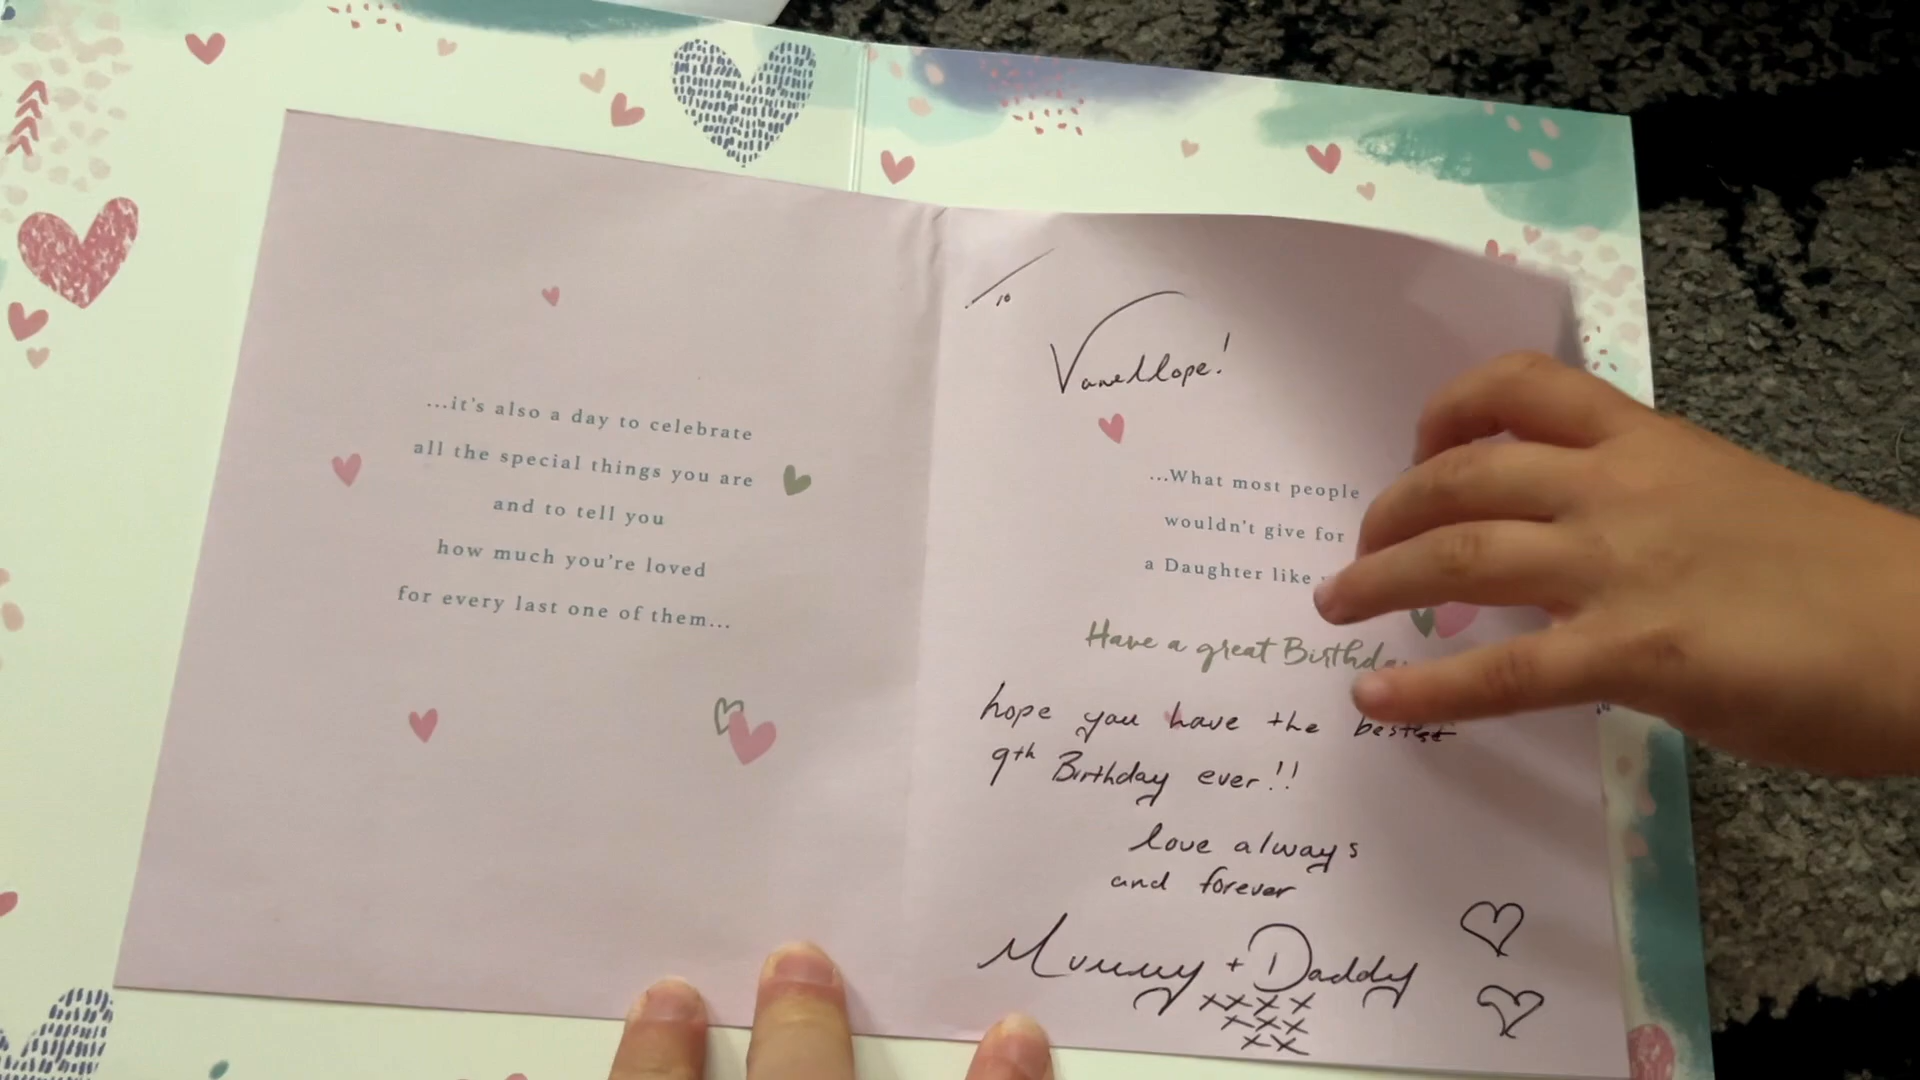 ...it's also a day to celebrate
all the special things you are
and to tell you
how much you're loved
for every last one of them...
To
Vanellope!
...What most people
wouldn't give for
a Daughter like
Have a great Birthday
hope you have the bestest
9th Birthday ever!!
love always
and forever
Mummy + Daddy
xxxx
xxx
xx